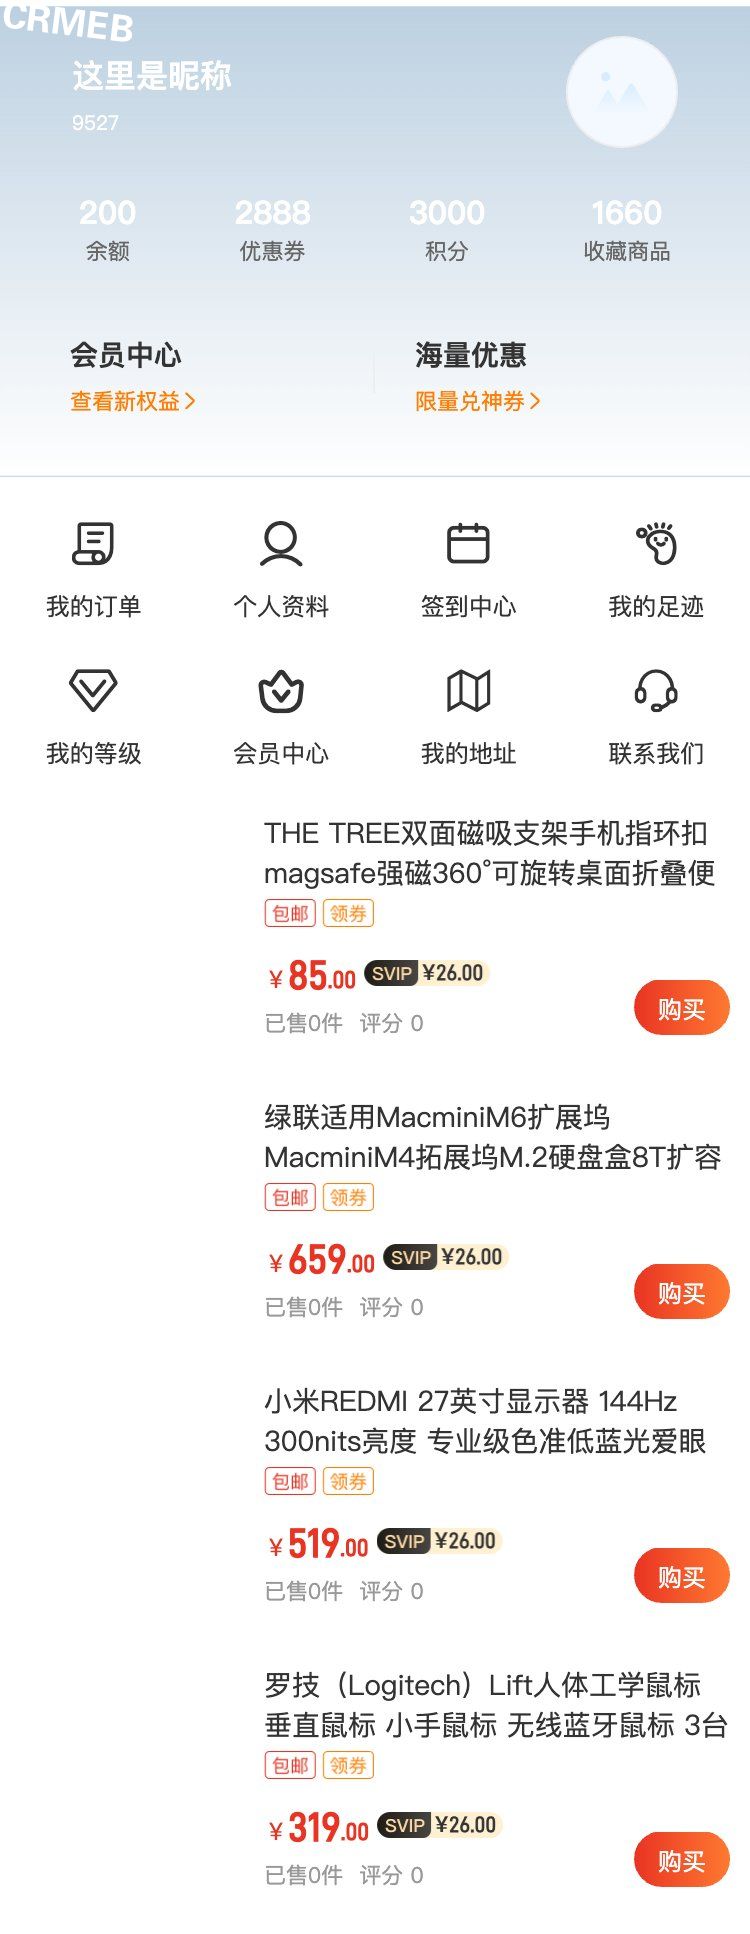 CRMEB
这里是昵称
9527
200 2888 3000 1660
余额 优惠券 积分 收藏商品
会员中心 海量优惠
查看新权益 限量兑神券
我的订单 个人资料 签到中心 我的足迹
我的等级 会员中心 我的地址 联系我们
THE TREE双面磁吸支架手机指环扣
magsafe强磁360°可旋转桌面折叠便
包邮 领券
¥85.00 SVIP ¥26.00
购买
已售0件 评分 0
绿联适用MacminiM6扩展坞
MacminiM4拓展坞M.2硬盘盒8T扩容
包邮 领券
¥659.00 SVIP ¥26.00
购买
已售0件 评分 0
小米REDMI 27英寸显示器 144Hz
300nits亮度 专业级色准低蓝光爱眼
包邮 领券
¥519.00 SVIP ¥26.00
购买
已售0件 评分 0
罗技（Logitech）Lift人体工学鼠标
垂直鼠标 小手鼠标 无线蓝牙鼠标 3台
包邮 领券
¥319.00 SVIP ¥26.00
购买
已售0件 评分 0